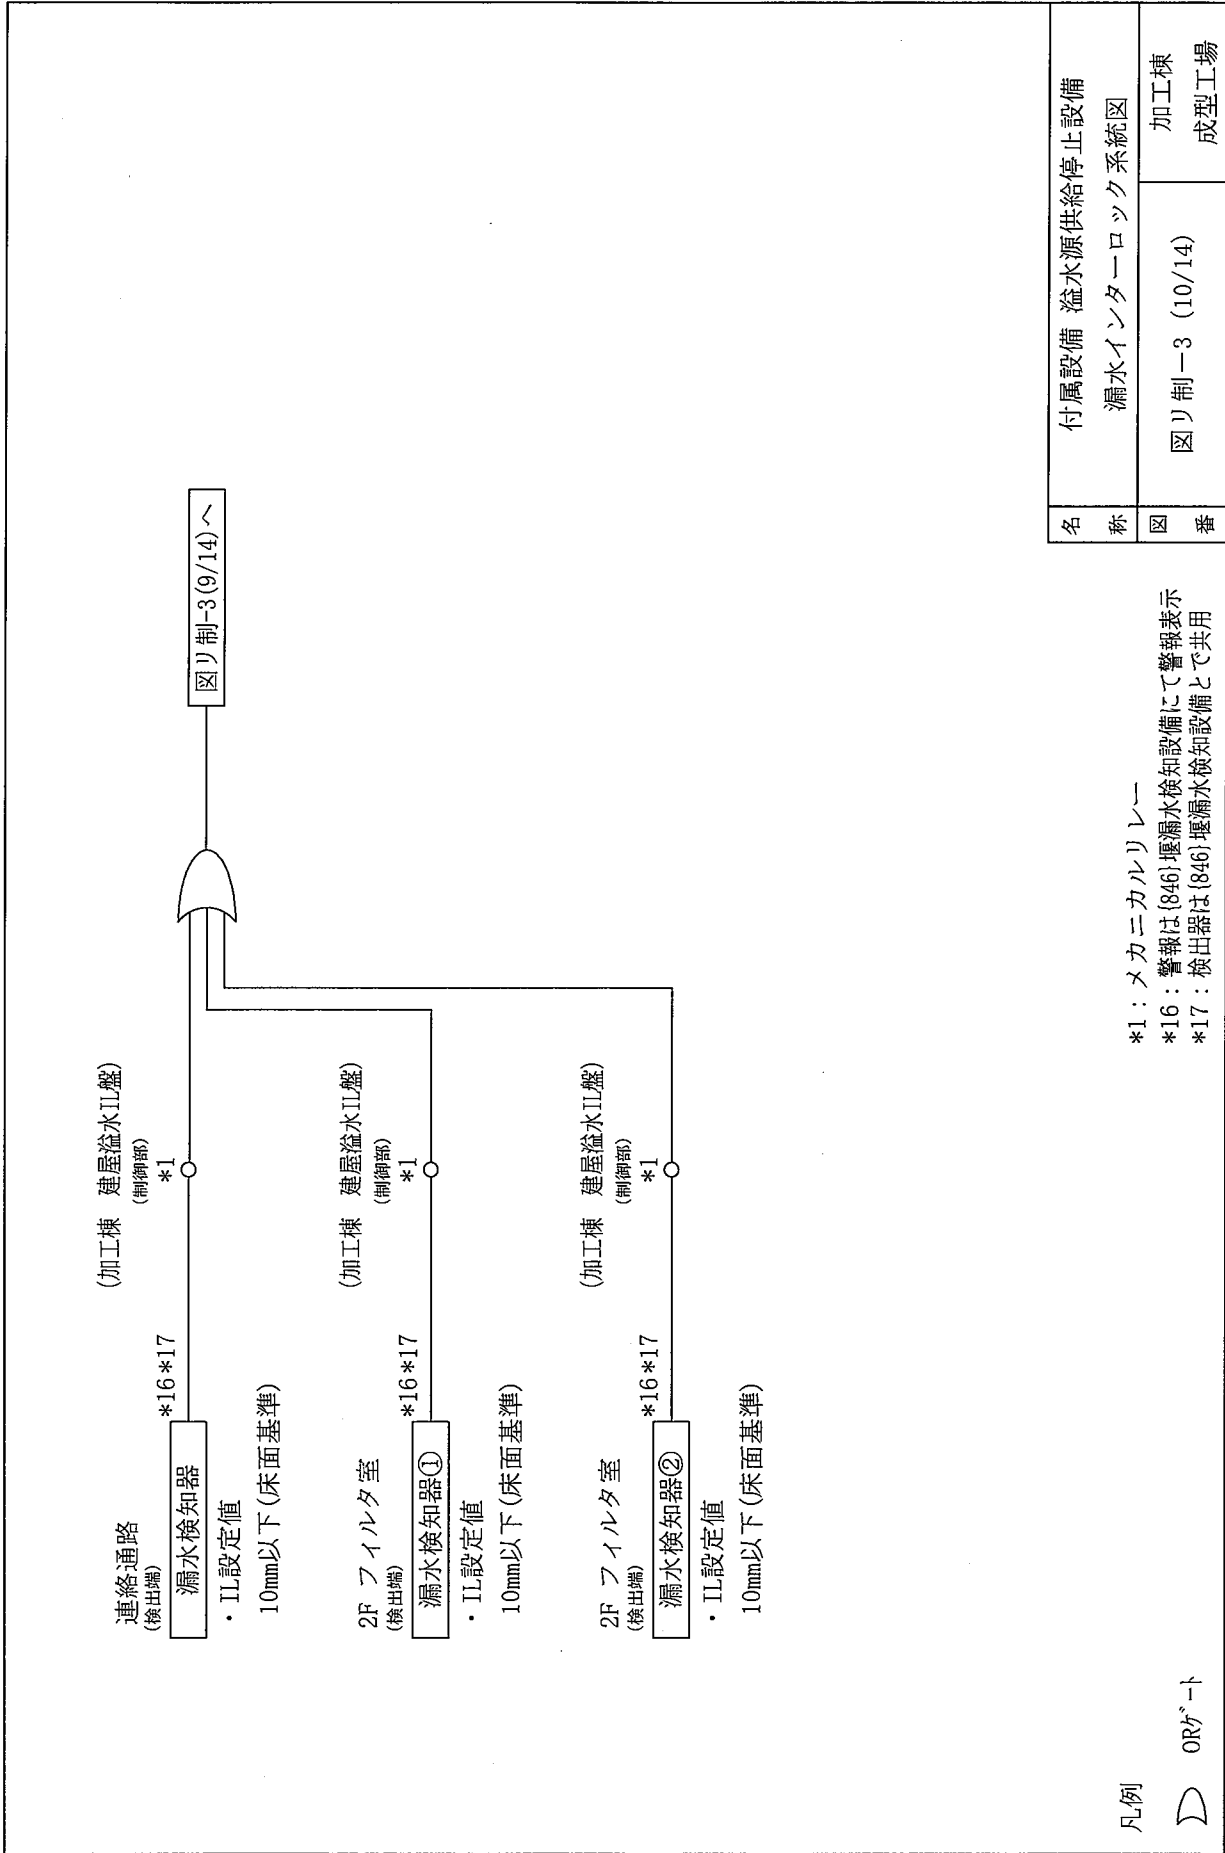 連絡通路
(検出端)
漏水検知器
*16*17
・IL設定値
10mm以下(床面基準)
(加工棟 建屋溢水IL盤)
(制御部)
*1
2F フィルタ室
(検出端)
漏水検知器①
*16*17
・IL設定値
10mm以下(床面基準)
(加工棟 建屋溢水IL盤)
(制御部)
*1
2F フィルタ室
(検出端)
漏水検知器②
*16*17
・IL設定値
10mm以下(床面基準)
(加工棟 建屋溢水IL盤)
(制御部)
*1
図リ制-3(9/14)へ
凡例
ORゲート
*1:メカニカルリレー
*16:警報は{846}堰漏水検知設備にて警報表示
*17:検出器は{846}堰漏水検知設備とで共用
名称
付属設備 溢水源供給停止設備
漏水インターロック系統図
図番
図リ制-3 (10/14)
加工棟
成型工場